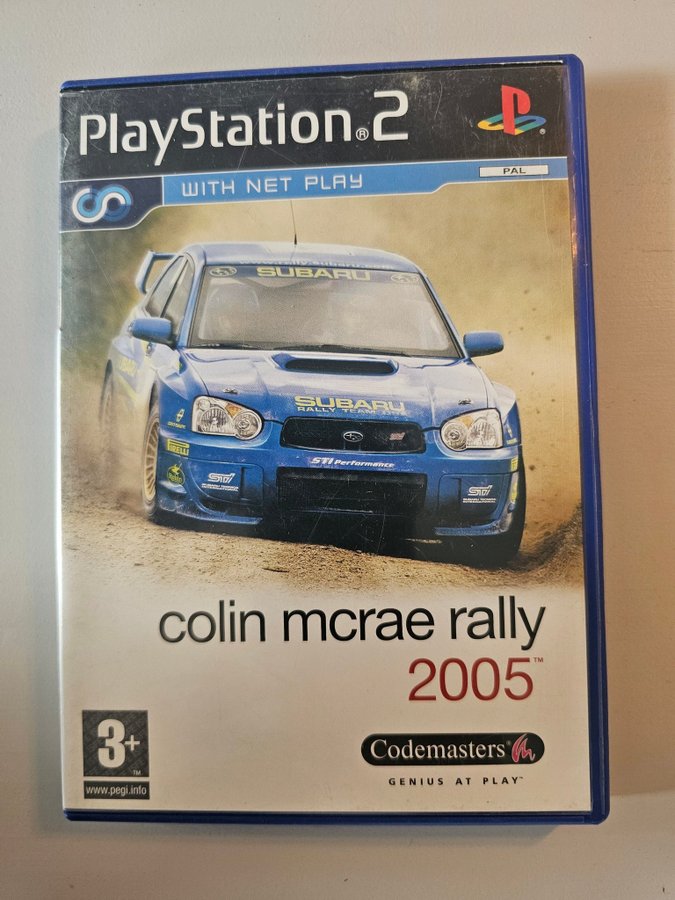 PlayStation®2
PAL
WITH NET PLAY
SUBARU
SUBARU
RALLY TEAM
STI Performance
PIRELLI
STI
STI
colin mcrae rally
2005™
3+
™
www.pegi.info
Codemasters®
GENIUS AT PLAY™